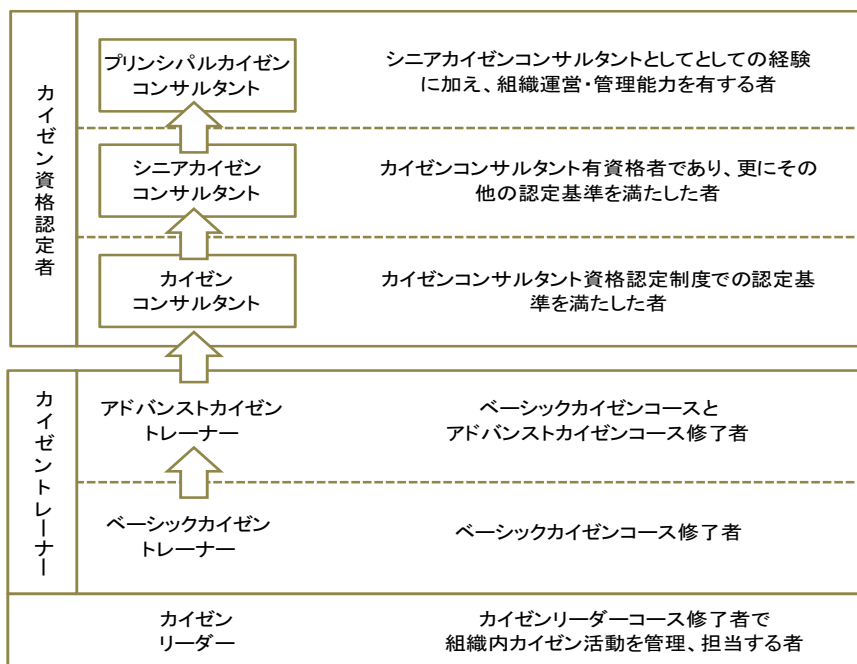 カイゼン資格認定者
プリンシパルカイゼン
コンサルタント
シニアカイゼンコンサルタントとしてとしての経験
に加え、組織運営・管理能力を有する者
シニアカイゼン
コンサルタント
カイゼンコンサルタント有資格者であり、更にその
他の認定基準を満たした者
カイゼン
コンサルタント
カイゼンコンサルタント資格認定制度での認定基
準を満たした者
カイゼントレーナー
アドバンストカイゼン
トレーナー
ベーシックカイゼンコースと
アドバンストカイゼンコース修了者
ベーシックカイゼン
トレーナー
ベーシックカイゼンコース修了者
カイゼン
リーダー
カイゼンリーダーコース修了者で
組織内カイゼン活動を管理、担当する者